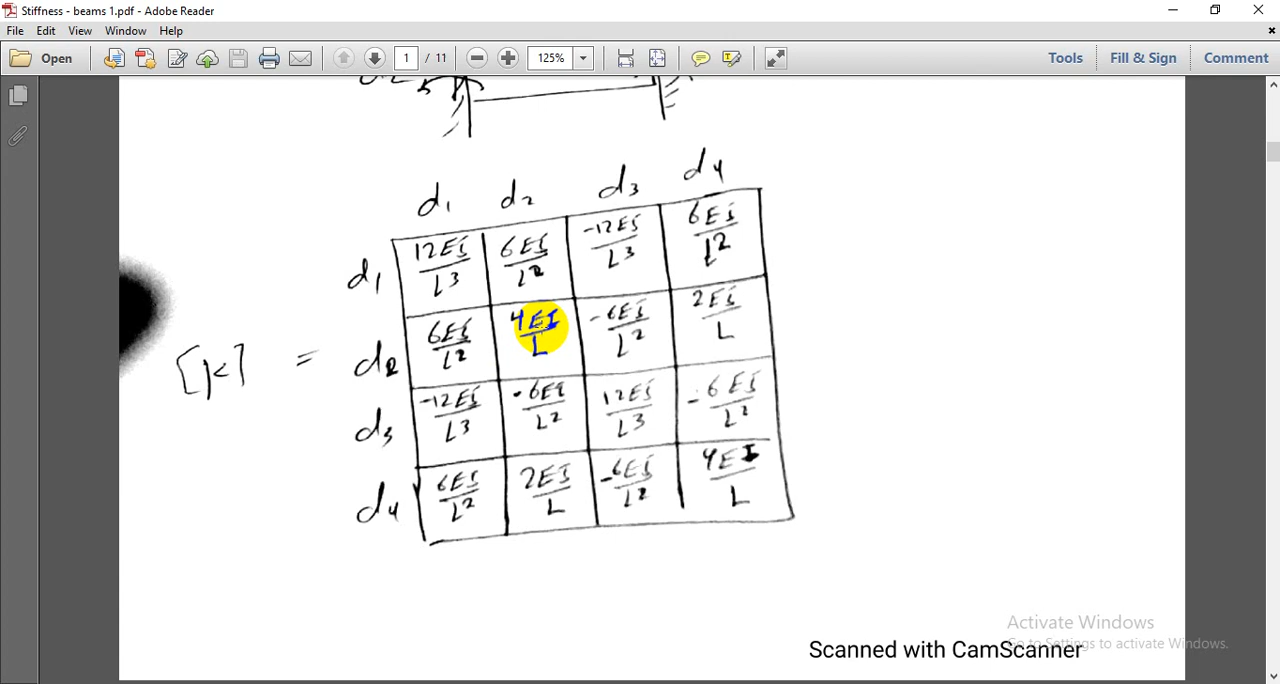 Stiffness - beams 1.pdf - Adobe Reader
File Edit View Window Help
Open 1 / 11 125% Tools Fill & Sign Comment
d1 d2 d3 d4
d1 12EI/L3 6EI/L2 -12EI/L3 6EI/L2
[K] = d2 6EI/L2 4EI/L -6EI/L2 2EI/L
d3 -12EI/L3 -6EI/L2 12EI/L3 -6EI/L2
d4 6EI/L2 2EI/L -6EI/L2 4EI/L
Activate Windows
Go to Settings to activate Windows.
Scanned with CamScanner